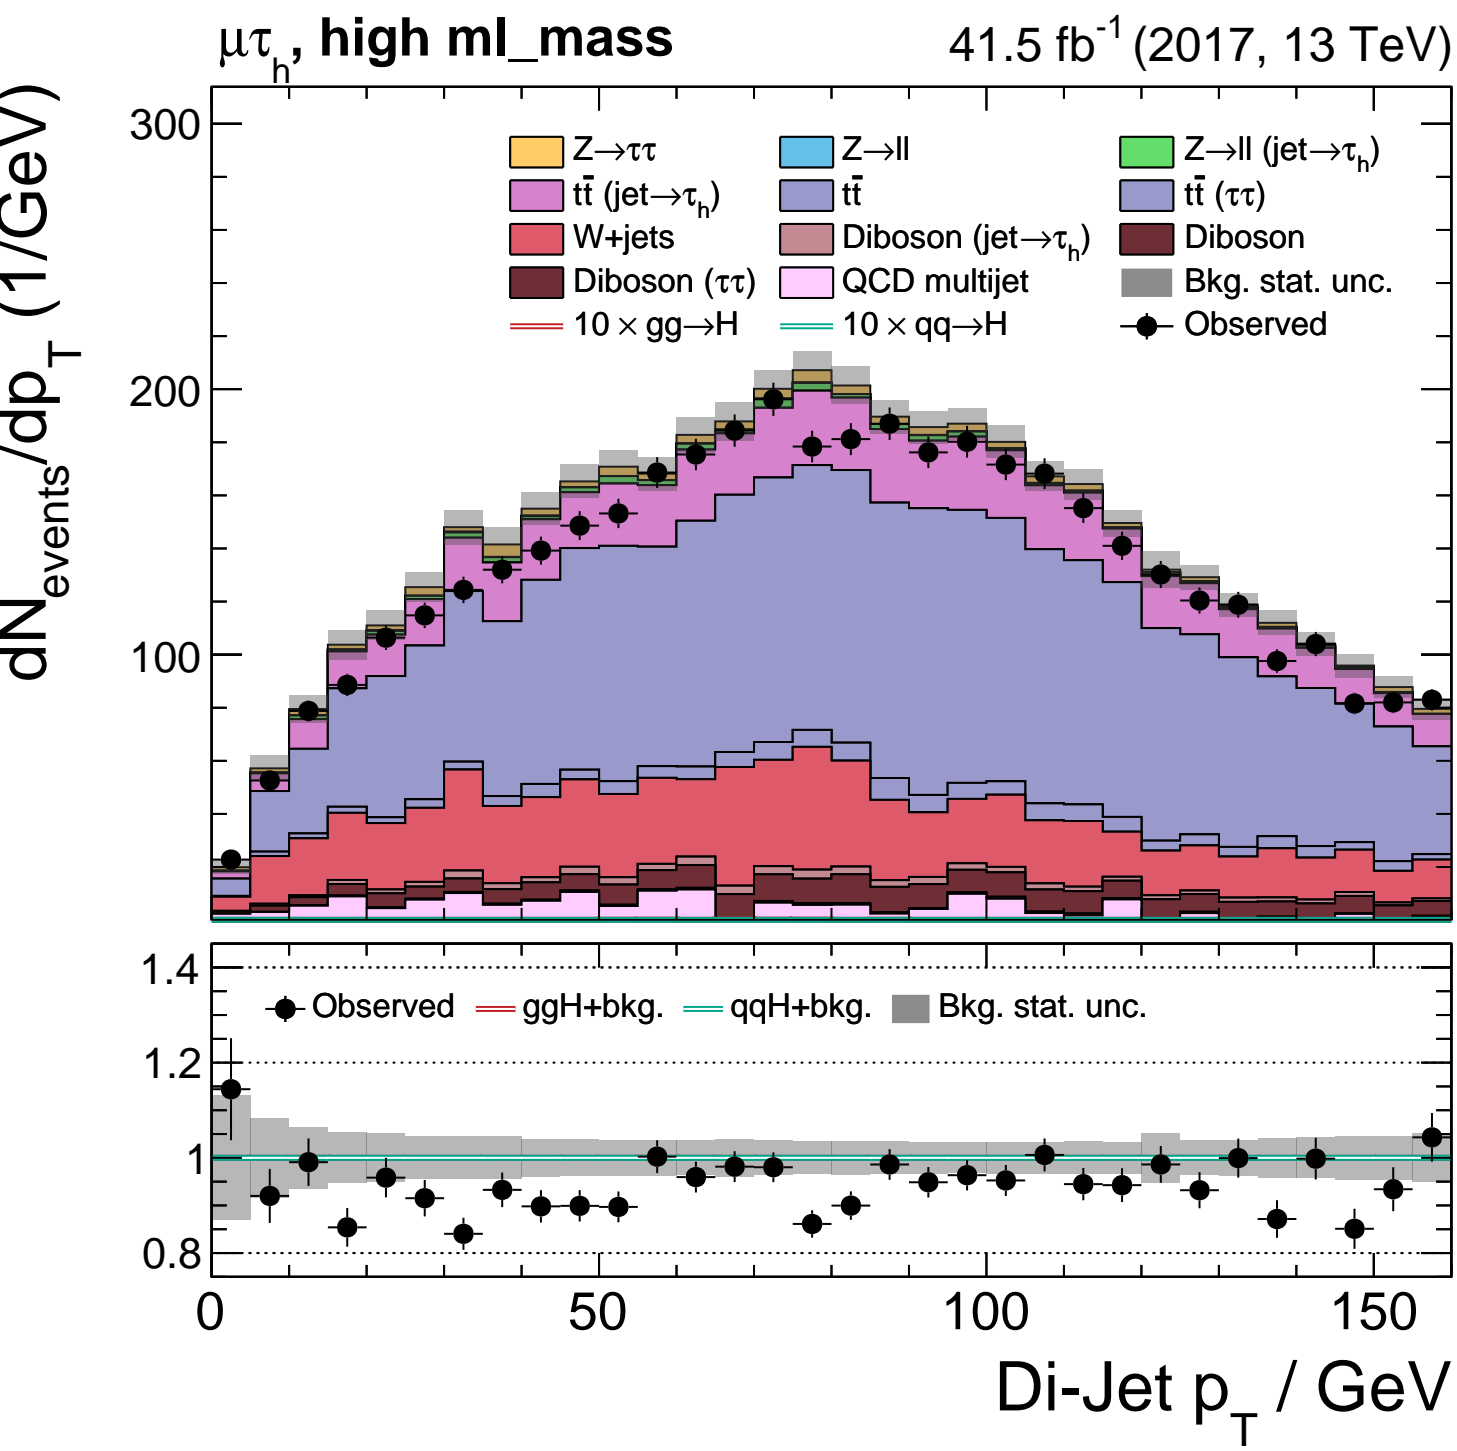 μτh, high ml_mass 41.5 fb-1 (2017, 13 TeV)
dNevents/dpT (1/GeV)
300
200
100
Z→ττ Z→ll Z→ll (jet→τh)
tt̄ (jet→τh) tt̄ tt̄ (ττ)
W+jets Diboson (jet→τh) Diboson
Diboson (ττ) QCD multijet Bkg. stat. unc.
10 × gg→H 10 × qq→H Observed
1.4
Observed ggH+bkg. qqH+bkg. Bkg. stat. unc.
1.2
1
0.8
0 50 100 150
Di-Jet pT / GeV